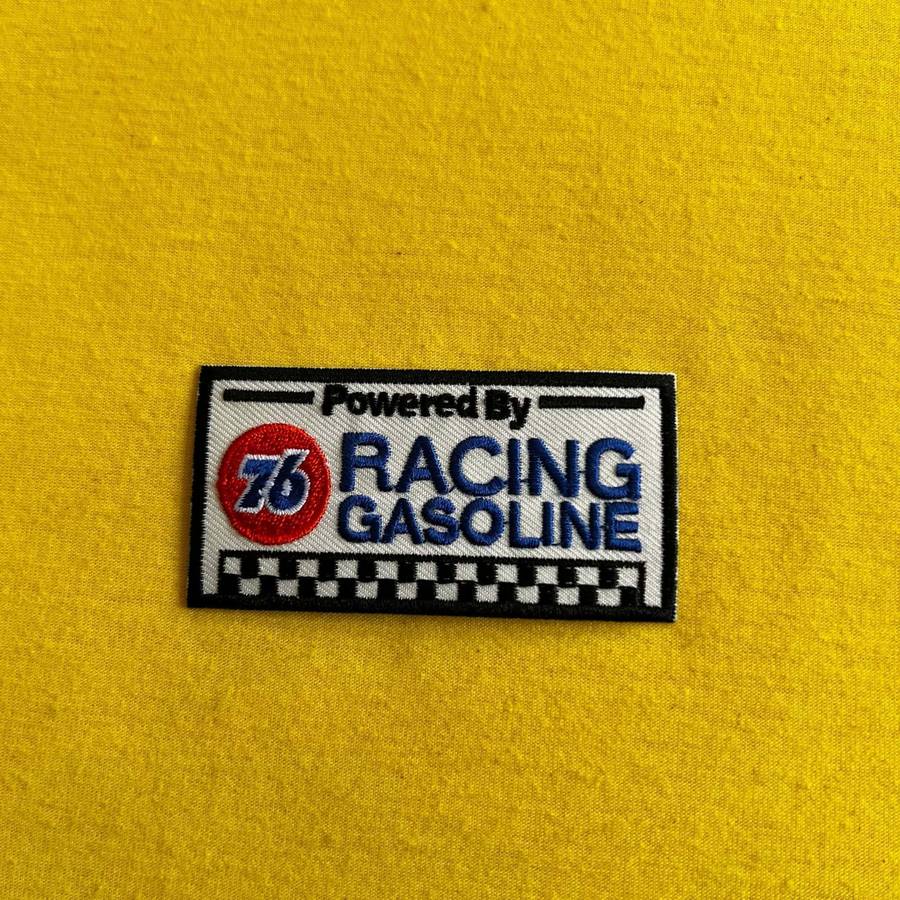 Powered By
76
RACING
GASOLINE